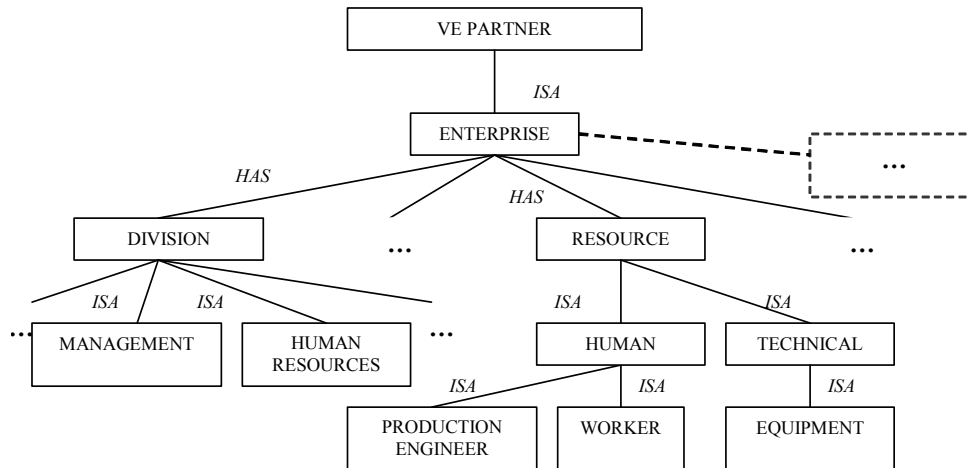 VE PARTNER
ISA
ENTERPRISE
...
HAS
HAS
DIVISION
...
RESOURCE
...
ISA
ISA
ISA
ISA
...
MANAGEMENT
HUMAN
RESOURCES
...
HUMAN
TECHNICAL
ISA
ISA
ISA
PRODUCTION
ENGINEER
WORKER
EQUIPMENT